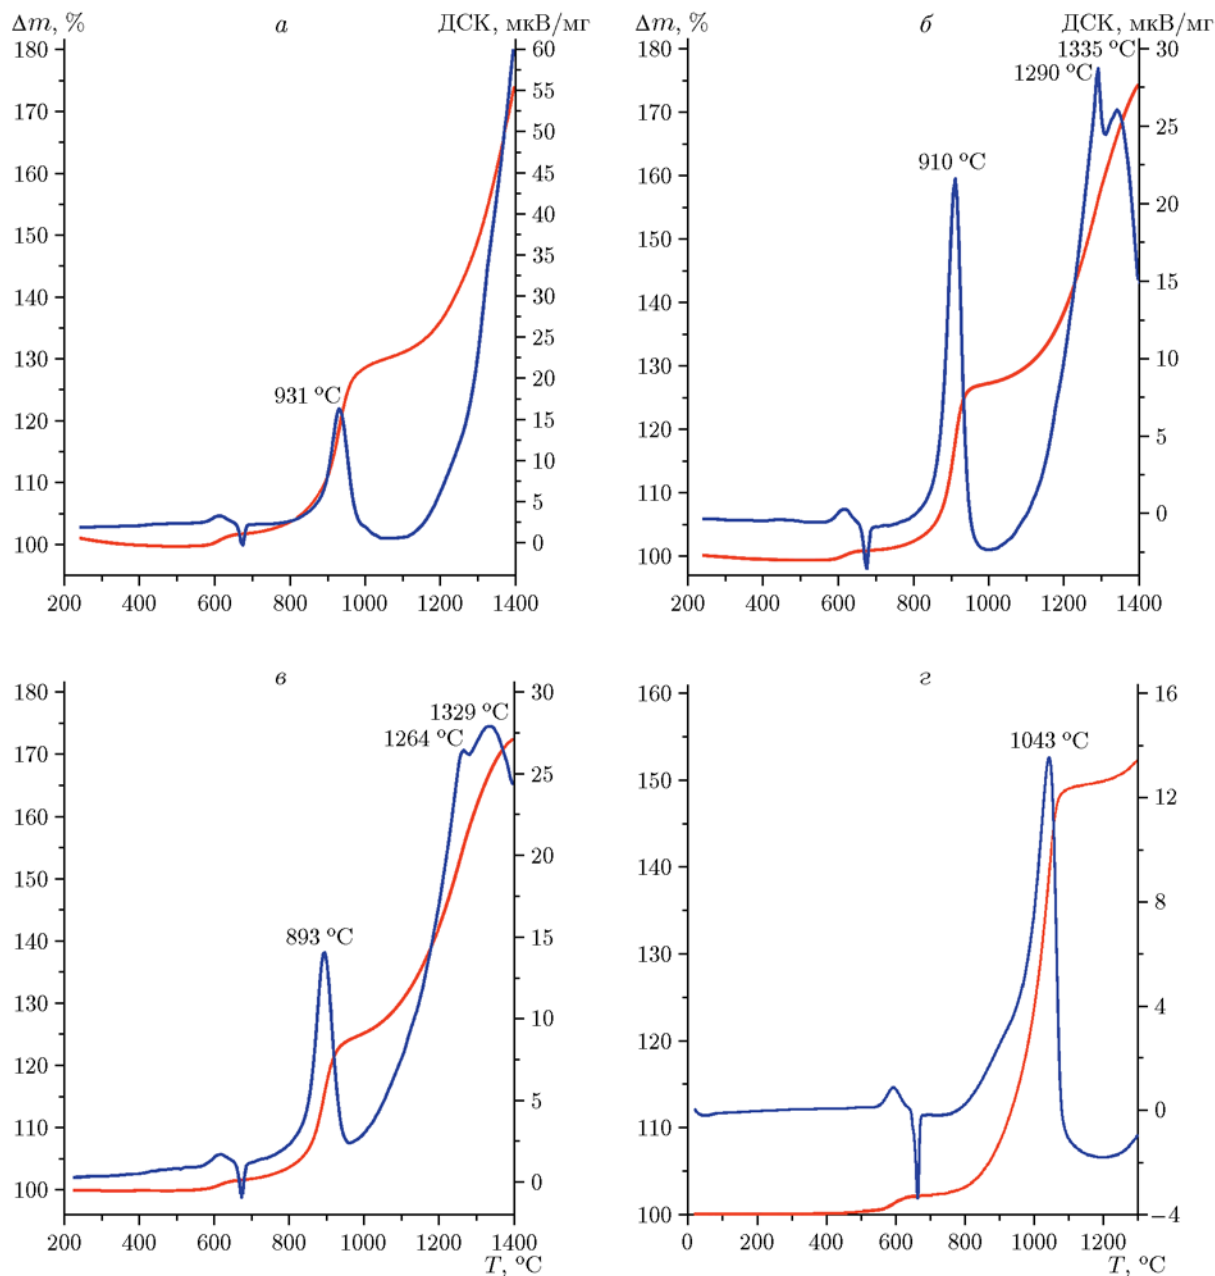 Δm, % а ДСК, мкВ/мг
180 170 160 150 140 130 120 110 100
60 55 50 45 40 35 30 25 20 15 10 5 0
931 °C
200 400 600 800 1000 1200 1400
Δm, % б ДСК, мкВ/мг
180 170 160 150 140 130 120 110 100
30 25 20 15 10 5 0
1335 °C
1290 °C
910 °C
200 400 600 800 1000 1200 1400
в
180 170 160 150 140 130 120 110 100
30 25 20 15 10 5 0
1329 °C
1264 °C
893 °C
200 400 600 800 1000 1200 1400
T, °C
г
160 150 140 130 120 110 100
16 12 8 4 0 −4
1043 °C
0 200 400 600 800 1000 1200
T, °C